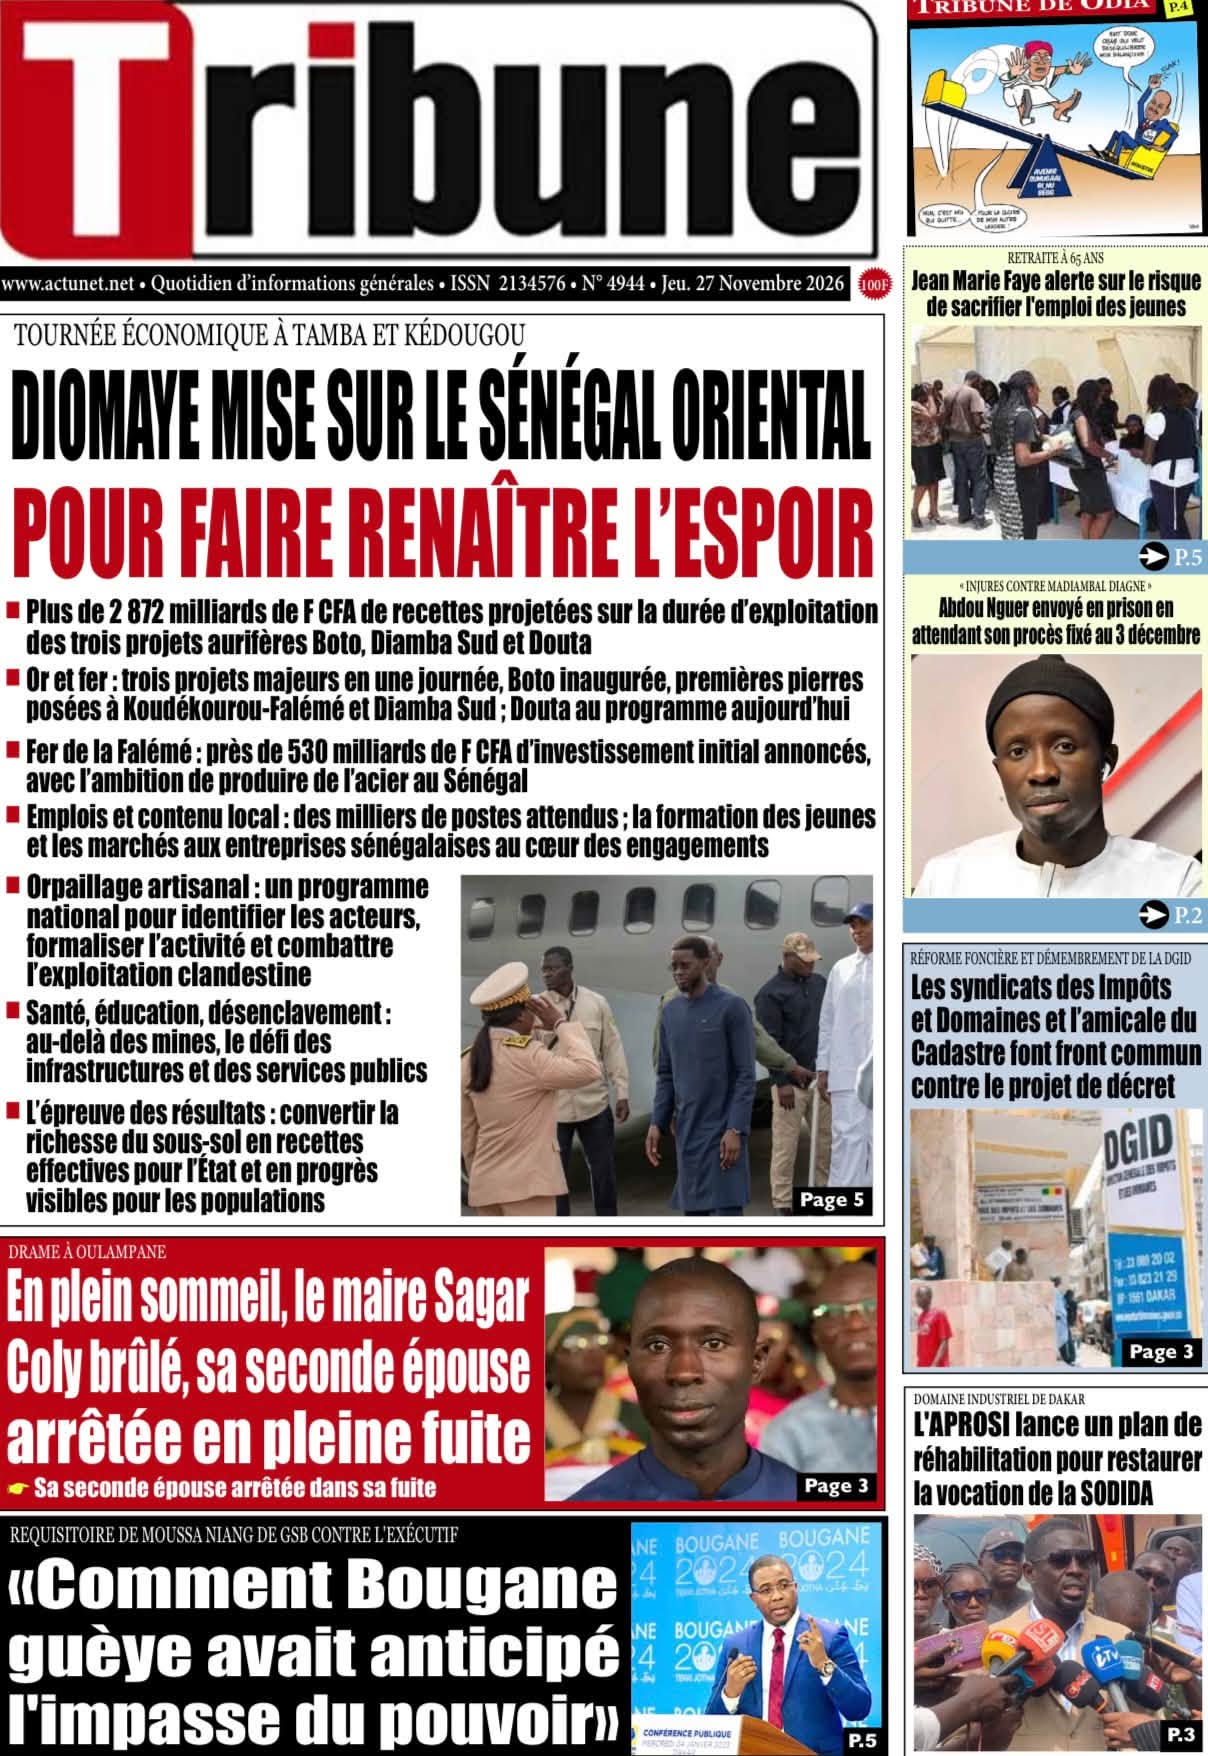 Tribune
www.actunet.net • Quotidien d'informations générales • ISSN 2134576 • N° 4944 • Jeu. 27 Novembre 2026
100F
TOURNÉE ÉCONOMIQUE À TAMBA ET KÉDOUGOU
DIOMAYE MISE SUR LE SÉNÉGAL ORIENTAL
POUR FAIRE RENAÎTRE L'ESPOIR
Plus de 2 872 milliards de F CFA de recettes projetées sur la durée d'exploitation
des trois projets aurifères Boto, Diamba Sud et Douta
Or et fer : trois projets majeurs en une journée, Boto inaugurée, premières pierres
posées à Koudékourou-Falémé et Diamba Sud ; Douta au programme aujourd'hui
Fer de la Falémé : près de 530 milliards de F CFA d'investissement initial annoncés,
avec l'ambition de produire de l'acier au Sénégal
Emplois et contenu local : des milliers de postes attendus ; la formation des jeunes
et les marchés aux entreprises sénégalaises au cœur des engagements
Orpaillage artisanal : un programme
national pour identifier les acteurs,
formaliser l'activité et combattre
l'exploitation clandestine
Santé, éducation, désenclavement :
au-delà des mines, le défi des
infrastructures et des services publics
L'épreuve des résultats : convertir la
richesse du sous-sol en recettes
effectives pour l'État et en progrès
visibles pour les populations
Page 5
DRAME À OULAMPANE
En plein sommeil, le maire Sagar
Coly brûlé, sa seconde épouse
arrêtée en pleine fuite
Sa seconde épouse arrêtée dans sa fuite
Page 3
REQUISITOIRE DE MOUSSA NIANG DE GSB CONTRE L'EXÉCUTIF
«Comment Bougane
guèye avait anticipé
l'impasse du pouvoir»
BOUGANE
BOUGANE
2024
2024
BOUGANE
CONFÉRENCE PUBLIQUE
P.5
TRIBUNE DE ODIA
P.4
AVENIR
RETRAITE À 65 ANS
Jean Marie Faye alerte sur le risque
de sacrifier l'emploi des jeunes
P.5
« INJURES CONTRE MADIAMBAL DIAGNE »
Abdou Nguer envoyé en prison en
attendant son procès fixé au 3 décembre
P.2
RÉFORME FONCIÈRE ET DÉMEMBREMENT DE LA DGID
Les syndicats des Impôts
et Domaines et l'amicale du
Cadastre font front commun
contre le projet de décret
DGID
Page 3
DOMAINE INDUSTRIEL DE DAKAR
L'APROSI lance un plan de
réhabilitation pour restaurer
la vocation de la SODIDA
iTV
P.3